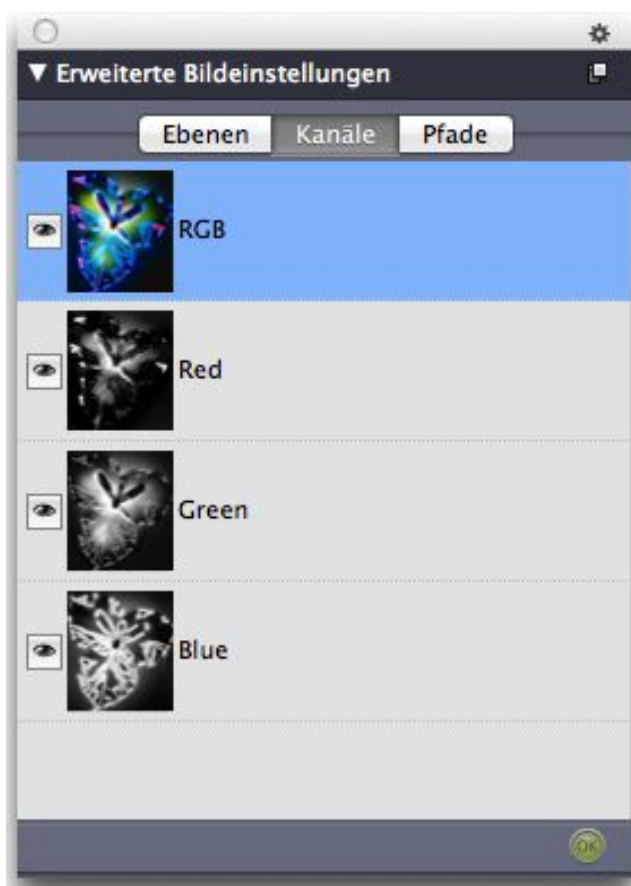 Erweiterte Bildeinstellungen
Ebenen Kanäle Pfade
RGB
Red
Green
Blue
OK